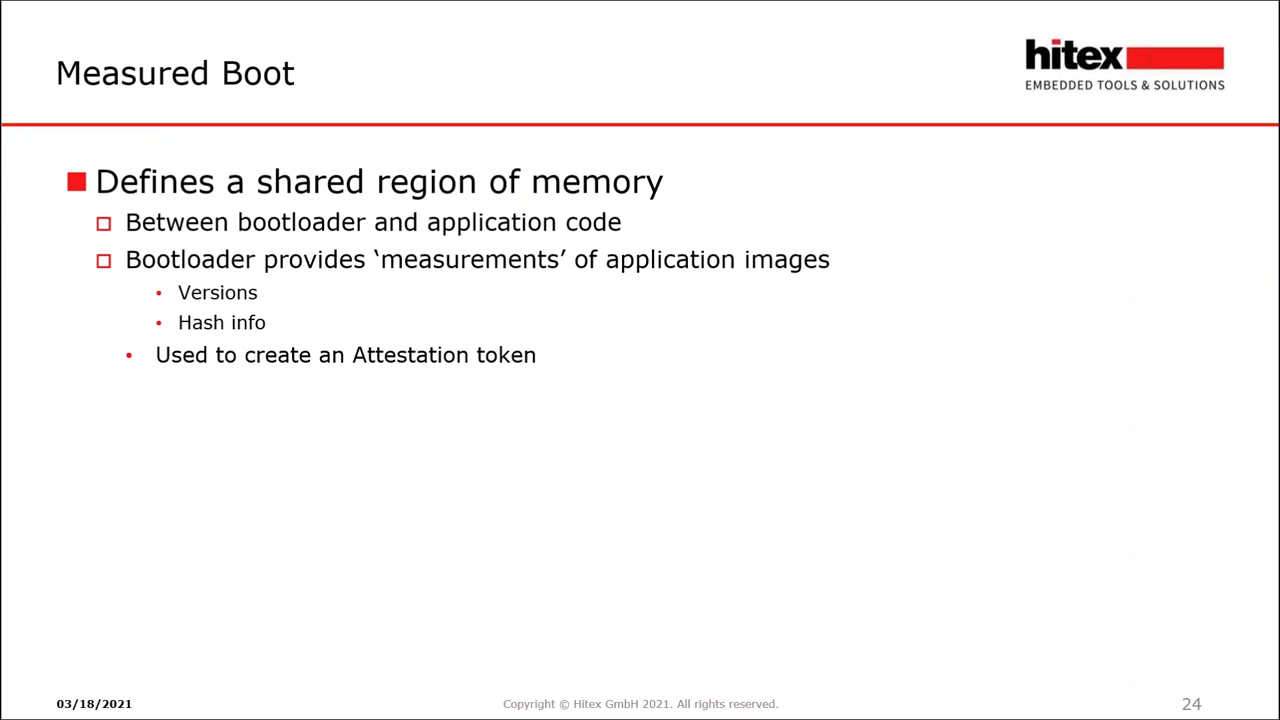 Measured Boot
hitex
EMBEDDED TOOLS & SOLUTIONS
Defines a shared region of memory
Between bootloader and application code
Bootloader provides ‘measurements’ of application images
Versions
Hash info
Used to create an Attestation token
03/18/2021
Copyright © Hitex GmbH 2021. All rights reserved.
24